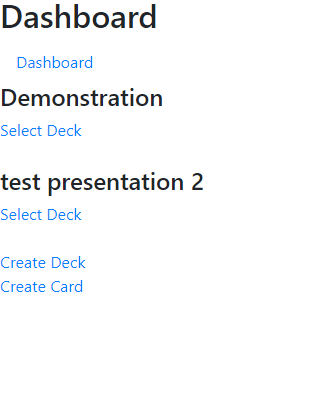 Dashboard
Dashboard
Demonstration
Select Deck
test presentation 2
Select Deck
Create Deck
Create Card